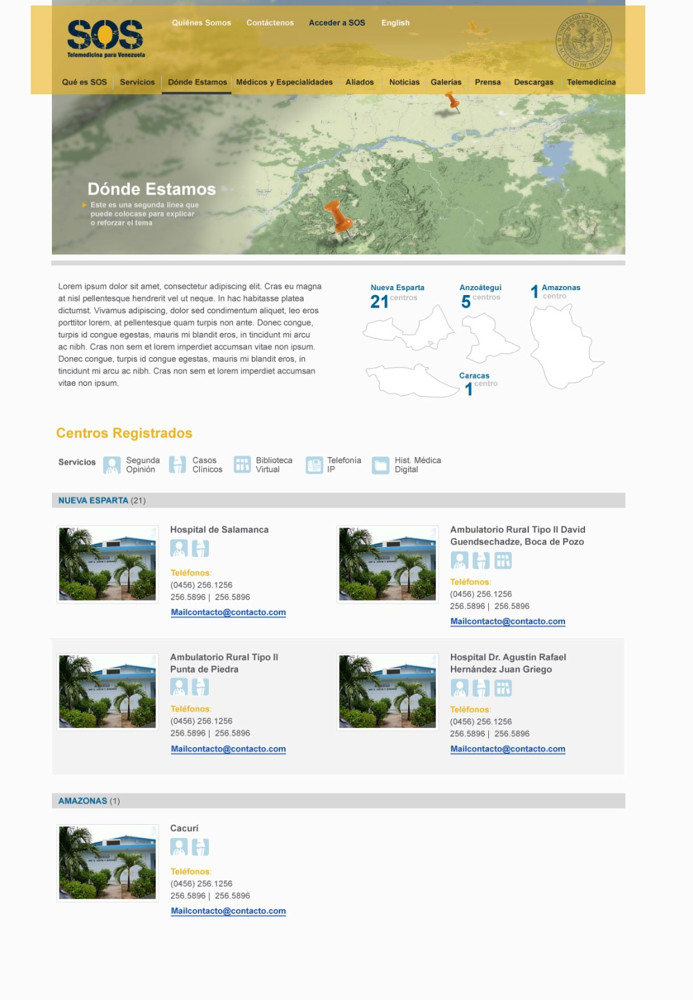 SOS
Telemedicina para Venezuela
Quiénes Somos Contáctenos Acceder a SOS English
UNIVERSIDAD CENTRAL
FACULTAD DE MEDICINA
Qué es SOS Servicios Dónde Estamos Médicos y Especialidades Aliados Noticias Galerías Prensa Descargas Telemedicina
Dónde Estamos
Este es una segunda linea que
puede colocase para explicar
o reforzar el tema
Lorem ipsum dolor sit amet, consectetur adipiscing elit. Cras eu magna
at nisl pellentesque hendrerit vel ut neque. In hac habitasse platea
dictumst. Vivamus adipiscing, dolor sed condimentum aliquet, leo eros
porttitor lorem, at pellentesque quam turpis non ante. Donec congue,
turpis id congue egestas, mauris mi blandit eros, in tincidunt mi arcu
ac nibh. Cras non sem et lorem imperdiet accumsan vitae non ipsum.
Donec congue, turpis id congue egestas, mauris mi blandit eros, in
tincidunt mi arcu ac nibh. Cras non sem et lorem imperdiet accumsan
vitae non ipsum.
Nueva Esparta
21 centros
Anzoátegui
5 centros
1 Amazonas
centro
Caracas
1 centro
Centros Registrados
Servicios
Segunda
Opinión
Casos
Clínicos
Biblioteca
Virtual
Telefonía
IP
Hist. Médica
Digital
NUEVA ESPARTA (21)
Hospital de Salamanca
Teléfonos:
(0456) 256.1256
256.5896 | 256.5896
Mailcontacto@contacto.com
Ambulatorio Rural Tipo II David
Guendsechadze, Boca de Pozo
Teléfonos:
(0456) 256.1256
256.5896 | 256.5896
Mailcontacto@contacto.com
Ambulatorio Rural Tipo II
Punta de Piedra
Teléfonos:
(0456) 256.1256
256.5896 | 256.5896
Mailcontacto@contacto.com
Hospital Dr. Agustín Rafael
Hernández Juan Griego
Teléfonos:
(0456) 256.1256
256.5896 | 256.5896
Mailcontacto@contacto.com
AMAZONAS (1)
Cacurí
Teléfonos:
(0456) 256.1256
256.5896 | 256.5896
Mailcontacto@contacto.com